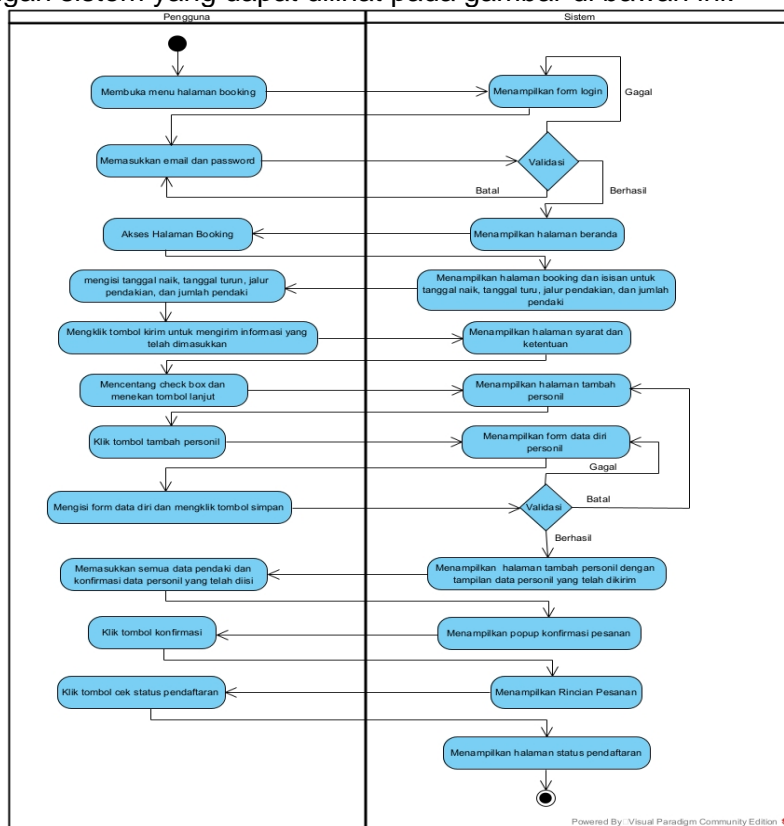 gan sistem yang dapat dilihat pada gambar di bawah ini.
Pengguna
Sistem
Membuka menu halaman booking
Menampilkan form login
Gagal
Memasukkan email dan password
Validasi
Batal
Berhasil
Akses Halaman Booking
Menampilkan halaman beranda
mengisi tanggal naik, tanggal turun, jalur
pendakian, dan jumlah pendaki
Menampilkan halaman booking dan isisan untuk
tanggal naik, tanggal turu, jalur pendakian, dan jumlah
pendaki
Mengklik tombol kirim untuk mengirim informasi yang
telah dimasukkan
Menampilkan halaman syarat dan
ketentuan
Mencentang check box dan
menekan tombol lanjut
Menampilkan halaman tambah
personil
Klik tombol tambah personil
Menampilkan form data diri
personil
Gagal
Mengisi form data diri dan mengklik tombol simpan
Validasi
Batal
Berhasil
Memasukkan semua data pendaki dan
konfirmasi data personil yang telah diisi
Menampilkan halaman tambah personil dengan
tampilan data personil yang telah dikirim
Klik tombol konfirmasi
Menampilkan popup konfirmasi pesanan
Klik tombol cek status pendaftaran
Menampilkan Rincian Pesanan
Menampilkan halaman status pendaftaran
Powered By Visual Paradigm Community Edition